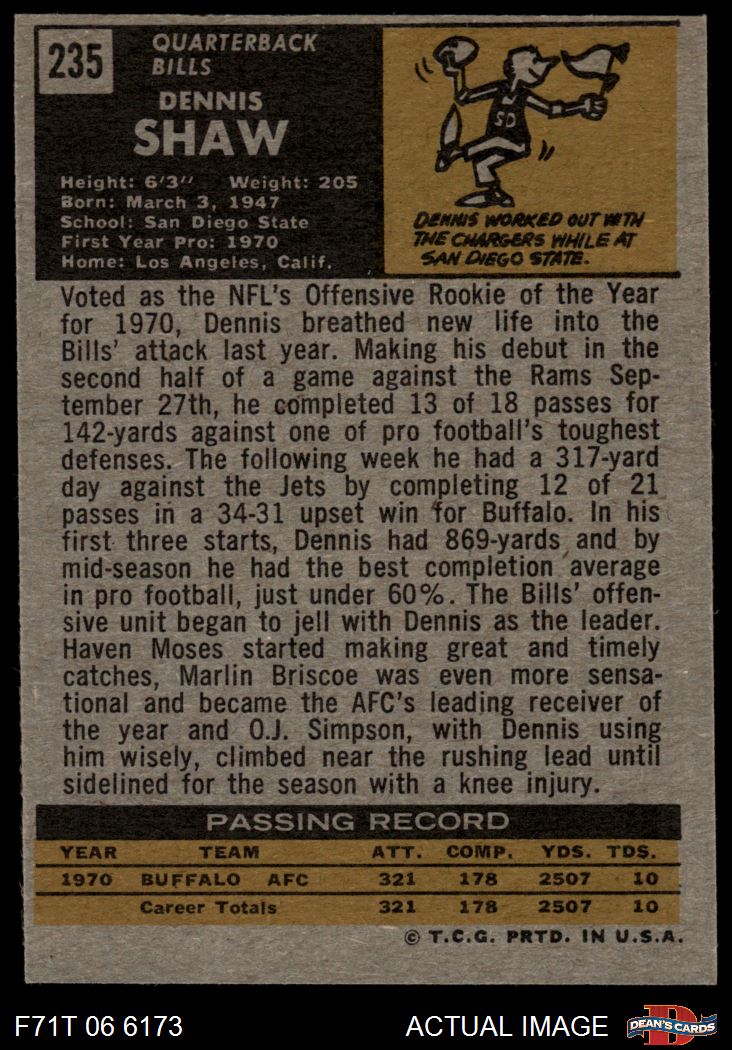 235
QUARTERBACK
BILLS
DENNIS
SHAW
Height: 6'3" Weight: 205
Born: March 3, 1947
School: San Diego State
First Year Pro: 1970
Home: Los Angeles, Calif.
SD
DENNIS WORKED OUT WITH
THE CHARGERS WHILE AT
SAN DIEGO STATE.
Voted as the NFL's Offensive Rookie of the Year
for 1970, Dennis breathed new life into the
Bills' attack last year. Making his debut in the
second half of a game against the Rams Sep-
tember 27th, he completed 13 of 18 passes for
142-yards against one of pro football's toughest
defenses. The following week he had a 317-yard
day against the Jets by completing 12 of 21
passes in a 34-31 upset win for Buffalo. In his
first three starts, Dennis had 869-yards and by
mid-season he had the best completion average
in pro football, just under 60%. The Bills' offen-
sive unit began to jell with Dennis as the leader.
Haven Moses started making great and timely
catches, Marlin Briscoe was even more sensa-
tional and became the AFC's leading receiver of
the year and O.J. Simpson, with Dennis using
him wisely, climbed near the rushing lead until
sidelined for the season with a knee injury.
PASSING RECORD
YEAR TEAM ATT. COMP. YDS. TDS.
1970 BUFFALO AFC 321 178 2507 10
Career Totals 321 178 2507 10
© T.C.G. PRTD. IN U.S.A.
F71T 06 6173 ACTUAL IMAGE D DEAN'S CARDS